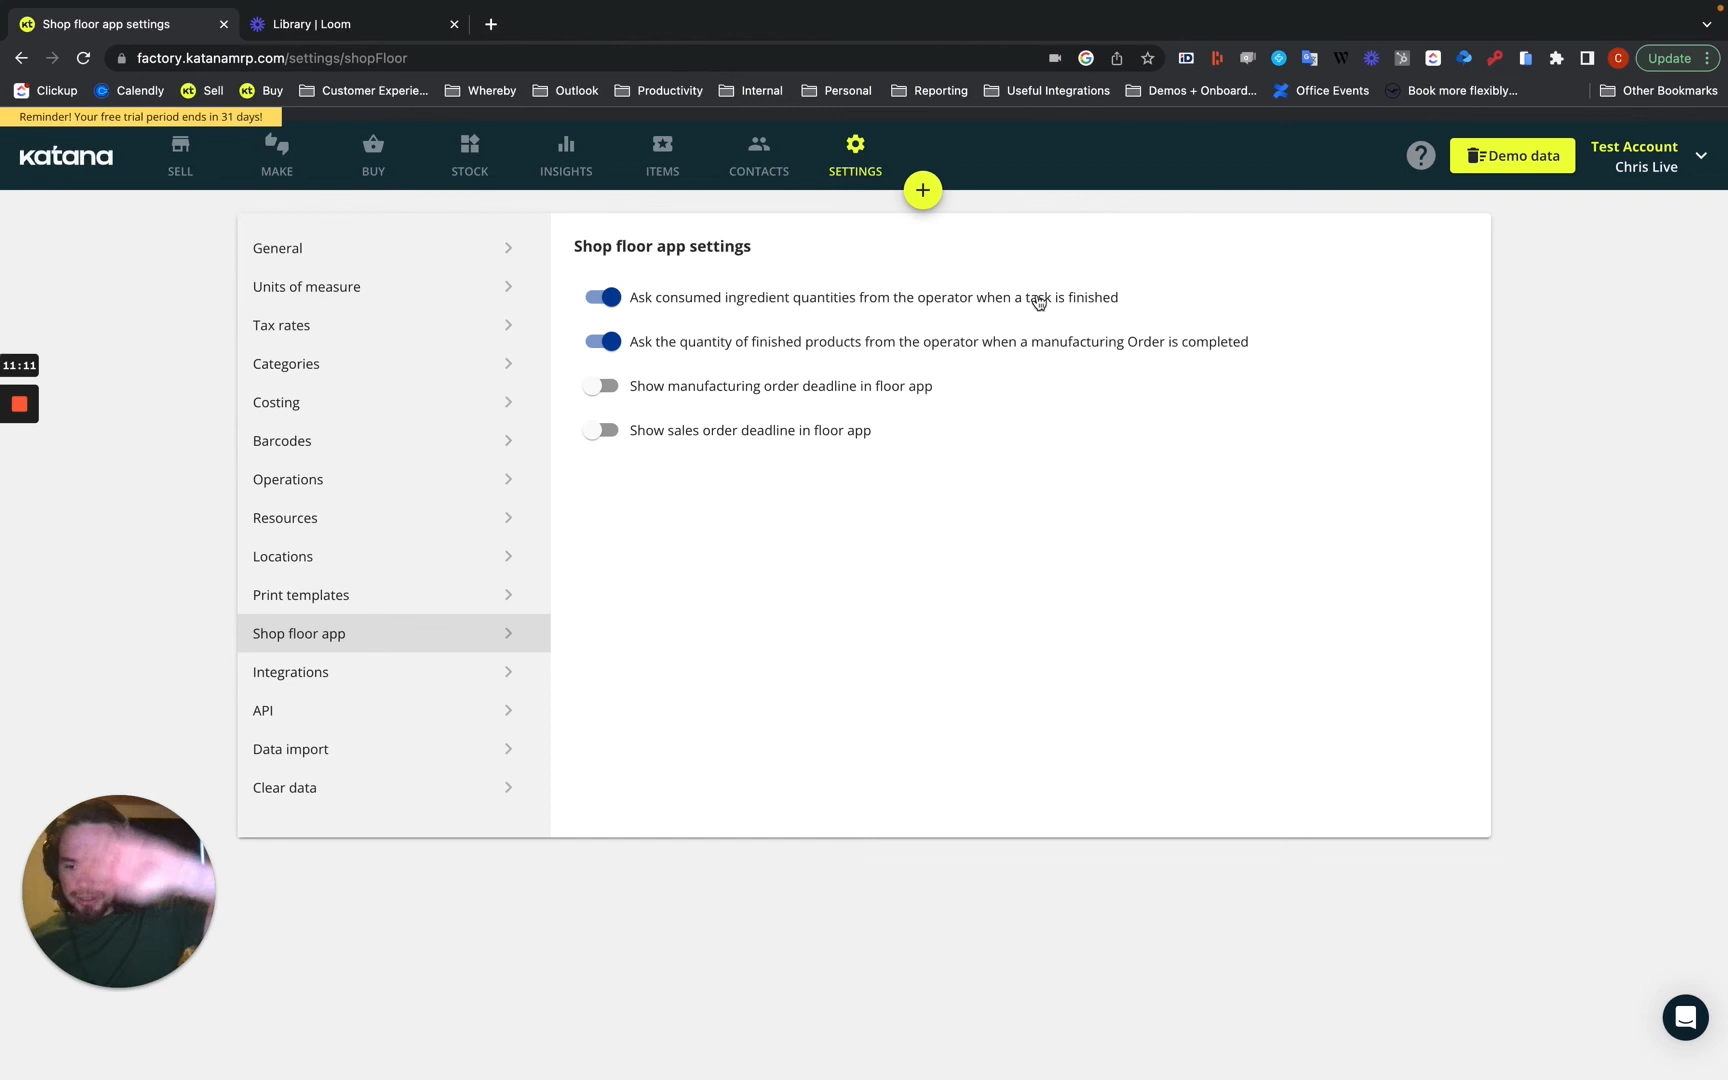 Shop floor app settings
Library | Loom
factory.katanamrp.com/settings/shopFloor
Update
Clickup
Calendly
Sell
Buy
Customer Experie...
Whereby
Outlook
Productivity
Internal
Personal
Reporting
Useful Integrations
Demos + Onboard...
Office Events
Book more flexibly...
Other Bookmarks
Reminder! Your free trial period ends in 31 days!
katana
SELL
MAKE
BUY
STOCK
INSIGHTS
ITEMS
CONTACTS
SETTINGS
Demo data
Test Account
Chris Live
General
Units of measure
Tax rates
Categories
Costing
Barcodes
Operations
Resources
Locations
Print templates
Shop floor app
Integrations
API
Data import
Clear data
Shop floor app settings
Ask consumed ingredient quantities from the operator when a task is finished
Ask the quantity of finished products from the operator when a manufacturing Order is completed
Show manufacturing order deadline in floor app
Show sales order deadline in floor app
11:11